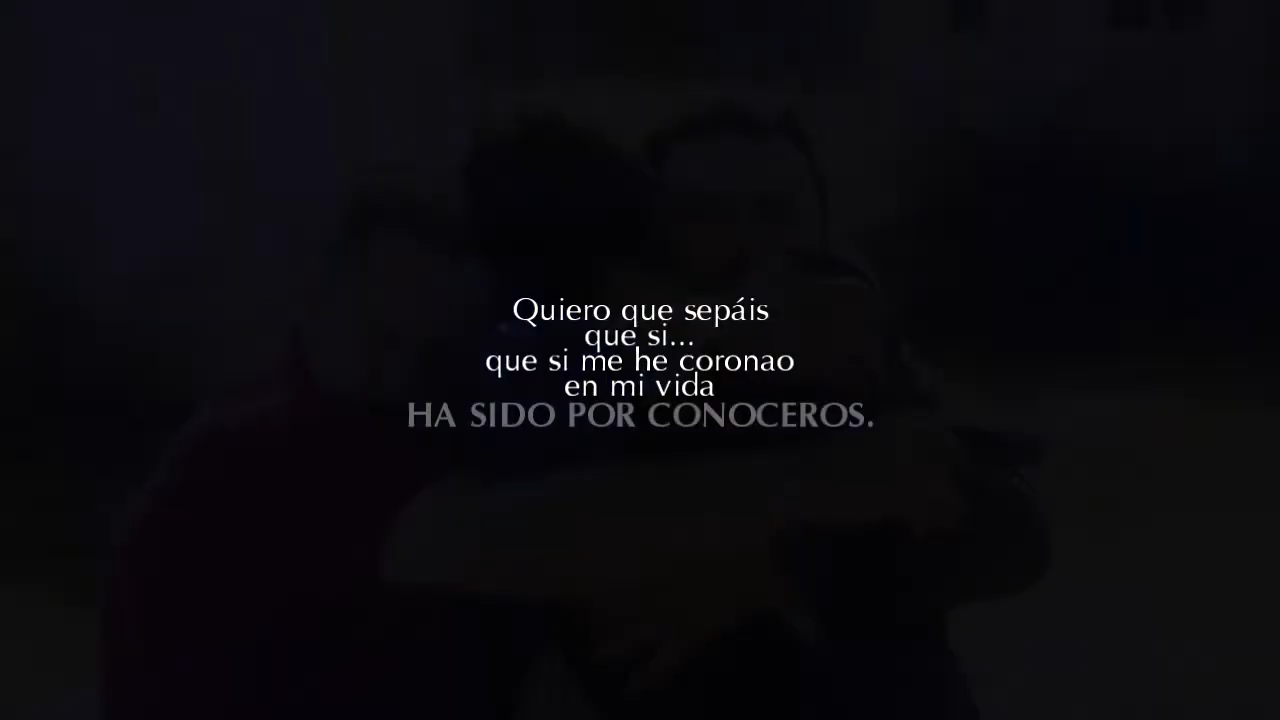 Quiero que sepáis
que si...
que si me he coronao
en mi vida
HA SIDO POR CONOCEROS.